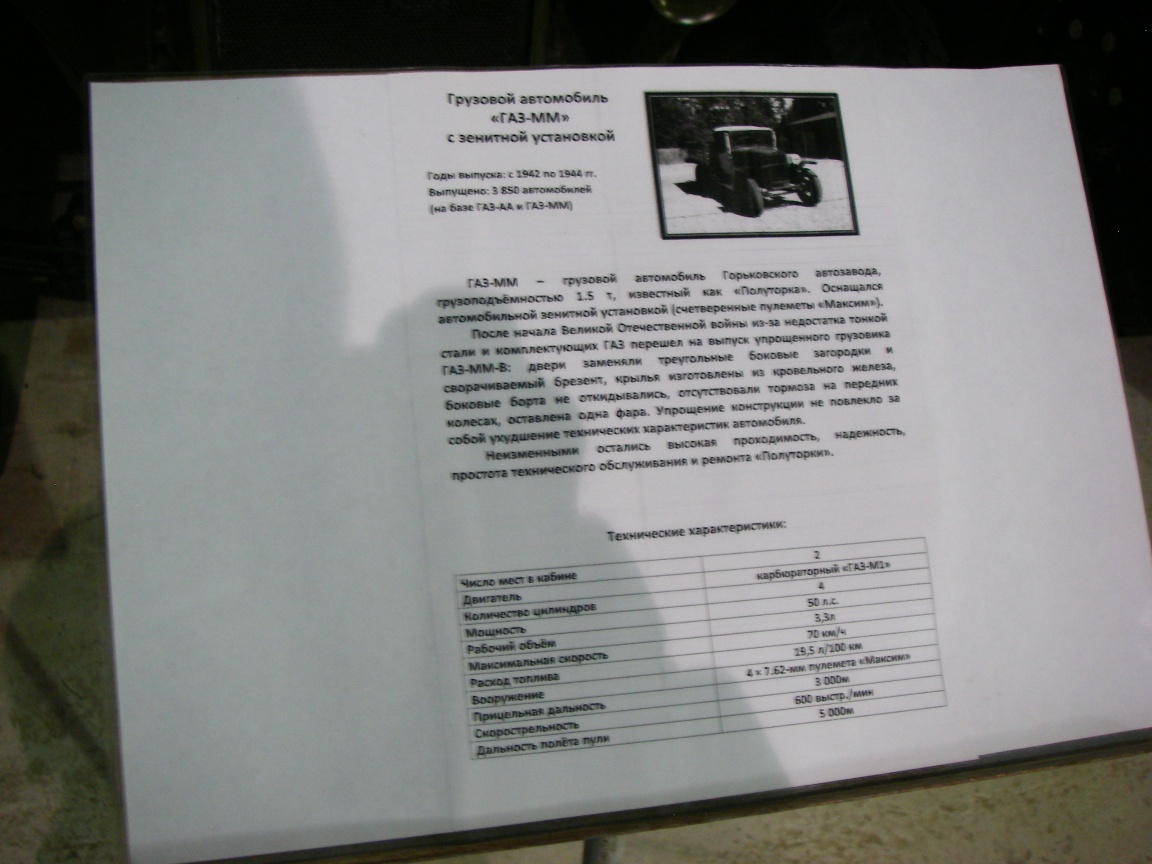 Грузовой автомобиль
«ГАЗ-ММ»
с зенитной установкой
Годы выпуска: с 1942 по 1944 гг.
Выпущено: 3 850 автомобилей
(на базе ГАЗ-АА и ГАЗ-ММ)
ГАЗ-ММ – грузовой автомобиль Горьковского автозавода,
грузоподъёмностью 1.5 т, известный как «Полуторка». Оснащался
автомобильной зенитной установкой (счетверенные пулеметы «Максим»).
После начала Великой Отечественной войны из-за недостатка тонкой
стали и комплектующих ГАЗ перешел на выпуск упрощенного грузовика
ГАЗ-ММ-В: двери заменяли треугольные боковые загородки и
сворачиваемый брезент, крылья изготовлены из кровельного железа,
боковые борта не откидывались, отсутствовали тормоза на передних
колесах, оставлена одна фара. Упрощение конструкции не повлекло за
собой ухудшение технических характеристик автомобиля.
Неизменными остались высокая проходимость, надежность,
простота технического обслуживания и ремонта «Полуторки».
Технические характеристики:
Число мест в кабине 2
Двигатель карбюраторный «ГАЗ-М1»
Количество цилиндров 4
Мощность 50 л.с.
Рабочий объём 3,3л
Максимальная скорость 70 км/ч
Расход топлива 19,5 л/100 км
Вооружение 4 × 7.62-мм пулемета «Максим»
Прицельная дальность 3 000м
Скорострельность 600 выстр./мин
Дальность полёта пули 5 000м